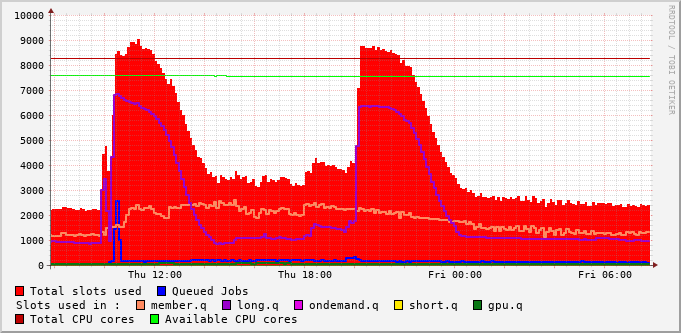 RRDTOOL / TOBI OETIKER
10000
9000
8000
7000
6000
5000
4000
3000
2000
1000
0
Thu 12:00 Thu 18:00 Fri 00:00 Fri 06:00
Total slots used Queued Jobs
Slots used in : member.q long.q ondemand.q short.q gpu.q
Total CPU cores Available CPU cores